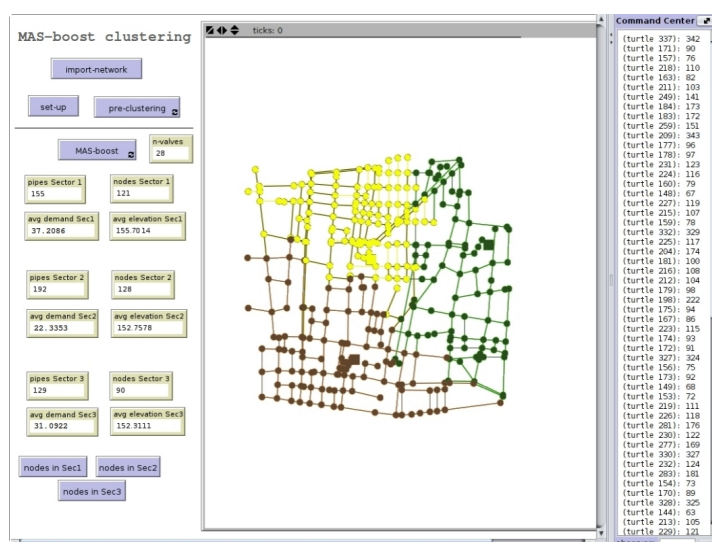 MAS-boost clustering
import-network
set-up
pre-clustering
MAS-boost
n-valves
28
pipes Sector 1
155
nodes Sector 1
121
avg demand Sec1
37.2086
avg elevation Sec1
155.7014
pipes Sector 2
192
nodes Sector 2
128
avg demand Sec2
22.3353
avg elevation Sec2
152.7578
pipes Sector 3
129
nodes Sector 3
90
avg demand Sec3
31.0922
avg elevation Sec3
152.3111
nodes in Sec1
nodes in Sec2
nodes in Sec3
ticks: 0
Command Center
(turtle 337): 342
(turtle 171): 90
(turtle 157): 76
(turtle 218): 110
(turtle 163): 82
(turtle 211): 103
(turtle 249): 141
(turtle 334): 173
(turtle 183): 172
(turtle 259): 151
(turtle 209): 343
(turtle 177): 96
(turtle 178): 97
(turtle 231): 123
(turtle 224): 116
(turtle 160): 79
(turtle 148): 67
(turtle 227): 119
(turtle 215): 107
(turtle 159): 78
(turtle 332): 329
(turtle 225): 117
(turtle 204): 174
(turtle 181): 100
(turtle 216): 108
(turtle 212): 104
(turtle 179): 98
(turtle 198): 222
(turtle 175): 94
(turtle 167): 86
(turtle 223): 115
(turtle 174): 93
(turtle 172): 91
(turtle 327): 324
(turtle 156): 75
(turtle 173): 92
(turtle 149): 68
(turtle 153): 72
(turtle 219): 111
(turtle 226): 118
(turtle 281): 176
(turtle 230): 122
(turtle 277): 169
(turtle 330): 327
(turtle 232): 124
(turtle 283): 181
(turtle 154): 73
(turtle 170): 89
(turtle 328): 325
(turtle 144): 63
(turtle 213): 105
(turtle 229): 121